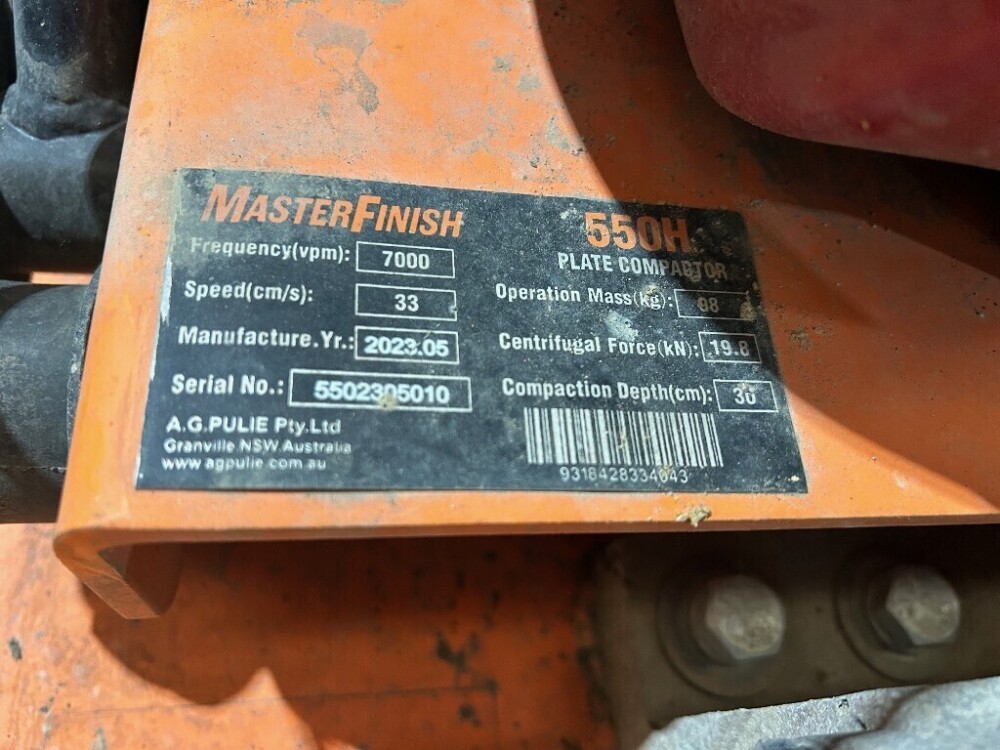 MASTERFINISH
550H
PLATE COMPACTOR
Frequency(vpm): 7000
Speed(cm/s): 33
Manufacture.Yr.: 2023.05
Serial No.: 5502305010
Operation Mass(kg): 98
Centrifugal Force(kN): 19.8
Compaction Depth(cm): 30
A.G.PULIE Pty.Ltd
Granville NSW.Australia
www.agpulie.com.au
9318428334043